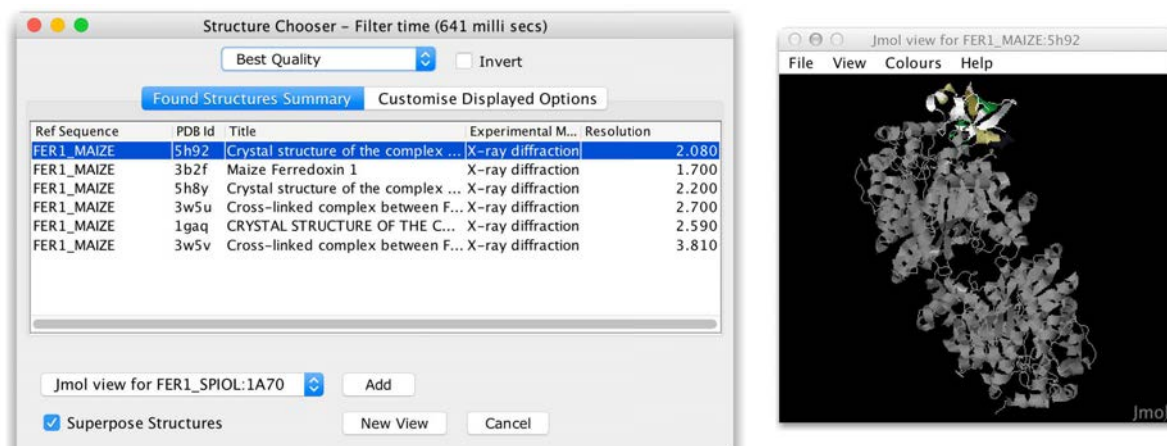 Structure Chooser – Filter time (641 milli secs)
Best Quality Invert
Found Structures Summary Customise Displayed Options
Ref Sequence PDB Id Title Experimental M... Resolution
FER1_MAIZE 5h92 Crystal structure of the complex ... X-ray diffraction 2.080
FER1_MAIZE 3b2f Maize Ferredoxin 1 X-ray diffraction 1.700
FER1_MAIZE 5h8y Crystal structure of the complex ... X-ray diffraction 2.200
FER1_MAIZE 3w5u Cross-linked complex between F... X-ray diffraction 2.700
FER1_MAIZE 1gaq CRYSTAL STRUCTURE OF THE C... X-ray diffraction 2.590
FER1_MAIZE 3w5v Cross-linked complex between F... X-ray diffraction 3.810
Jmol view for FER1_SPIOL:1A70 Add
Superpose Structures New View Cancel
Jmol view for FER1_MAIZE:5h92
File View Colours Help
Jmol